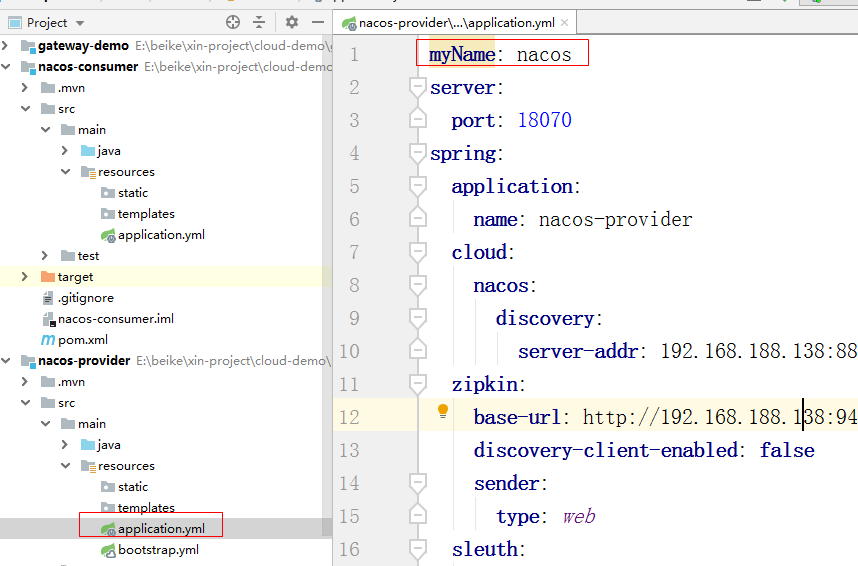 Project
gateway-demo E:\beike\xin-project\cloud-demo\
nacos-consumer E:\beike\xin-project\cloud-demo
.mvn
src
main
java
resources
static
templates
application.yml
test
target
.gitignore
nacos-consumer.iml
pom.xml
nacos-provider E:\beike\xin-project\cloud-demo\
.mvn
src
main
java
resources
static
templates
application.yml
bootstrap.yml
nacos-provider\...\application.yml
1 myName: nacos
2 server:
3 port: 18070
4 spring:
5 application:
6 name: nacos-provider
7 cloud:
8 nacos:
9 discovery:
10 server-addr: 192.168.188.138:88
11 zipkin:
12 base-url: http://192.168.188.138:94
13 discovery-client-enabled: false
14 sender:
15 type: web
16 sleuth: